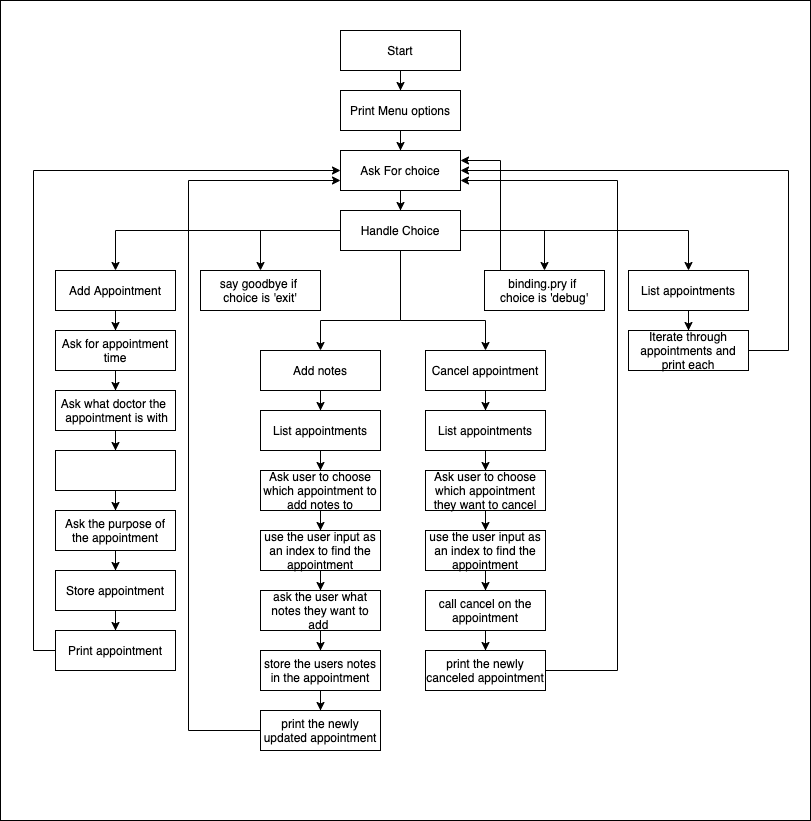 Start
Print Menu options
Ask For choice
Handle Choice
Add Appointment
Ask for appointment
time
Ask what doctor the
appointment is with
Ask the purpose of
the appointment
Store appointment
Print appointment
say goodbye if
choice is 'exit'
Add notes
List appointments
Ask user to choose
which appointment to
add notes to
use the user input as
an index to find the
appointment
ask the user what
notes they want to
add
store the users notes
in the appointment
print the newly
updated appointment
Cancel appointment
List appointments
Ask user to choose
which appointment
they want to cancel
use the user input as
an index to find the
appointment
call cancel on the
appointment
print the newly
canceled appointment
binding.pry if
choice is 'debug'
List appointments
Iterate through
appointments and
print each